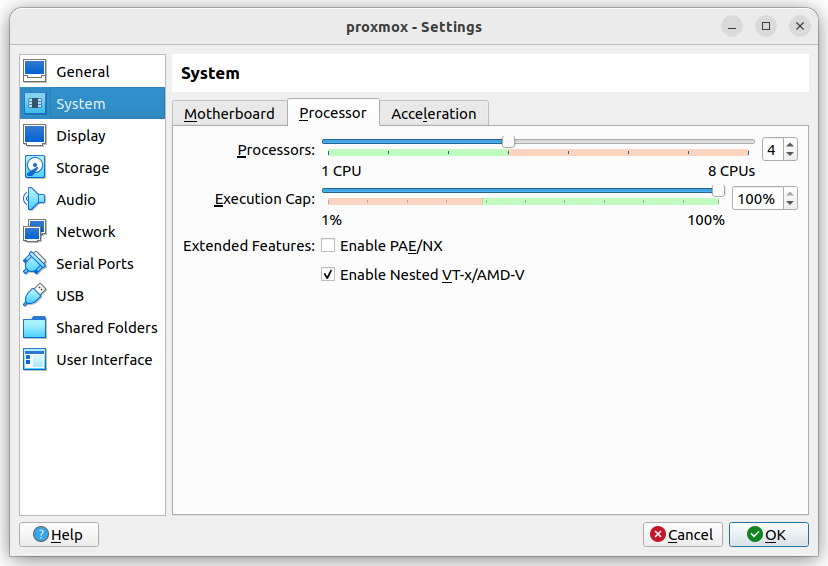 proxmox - Settings
General
System
Display
Storage
Audio
Network
Serial Ports
USB
Shared Folders
User Interface
System
Motherboard Processor Acceleration
Processors: 4
1 CPU 8 CPUs
Execution Cap: 100%
1% 100%
Extended Features: Enable PAE/NX
Enable Nested VT-x/AMD-V
? Help Cancel OK